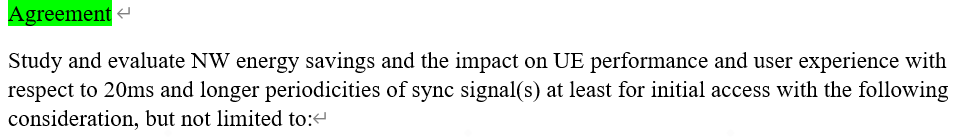 Agreement
Study and evaluate NW energy savings and the impact on UE performance and user experience with
respect to 20ms and longer periodicities of sync signal(s) at least for initial access with the following
consideration, but not limited to: